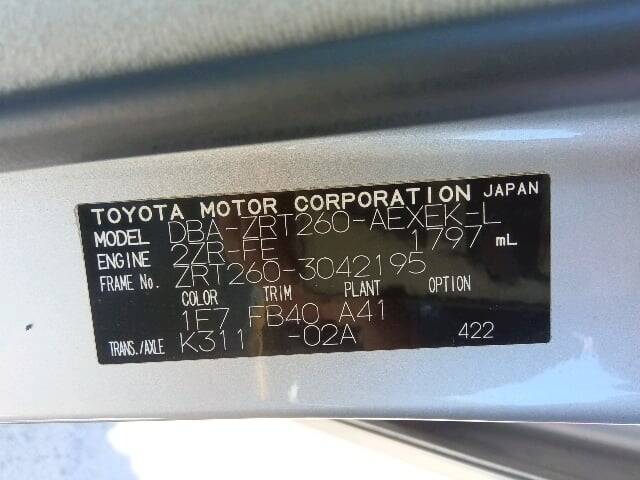 TOYOTA MOTOR CORPORATION JAPAN
MODEL DBA-ZRT260-AEXEK-L
ENGINE 2ZR-FE 1797 mL
FRAME No. ZRT260-3042195
COLOR TRIM PLANT OPTION
1F7 FB40 A41
TRANS./AXLE K311 -02A 422